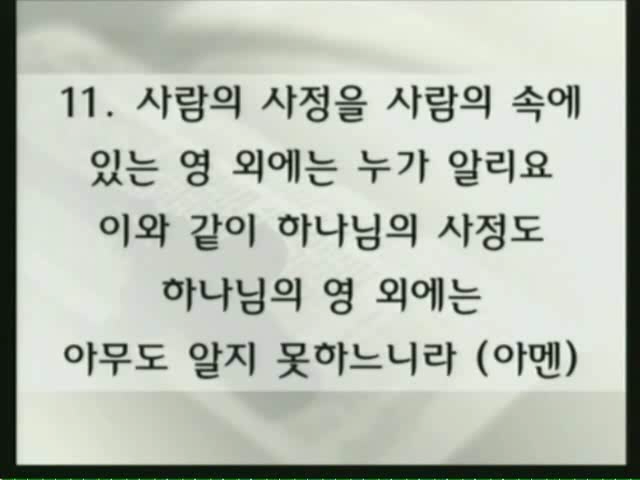 11. 사람의 사정을 사람의 속에
있는 영 외에는 누가 알리요
이와 같이 하나님의 사정도
하나님의 영 외에는
아무도 알지 못하느니라 (아멘)